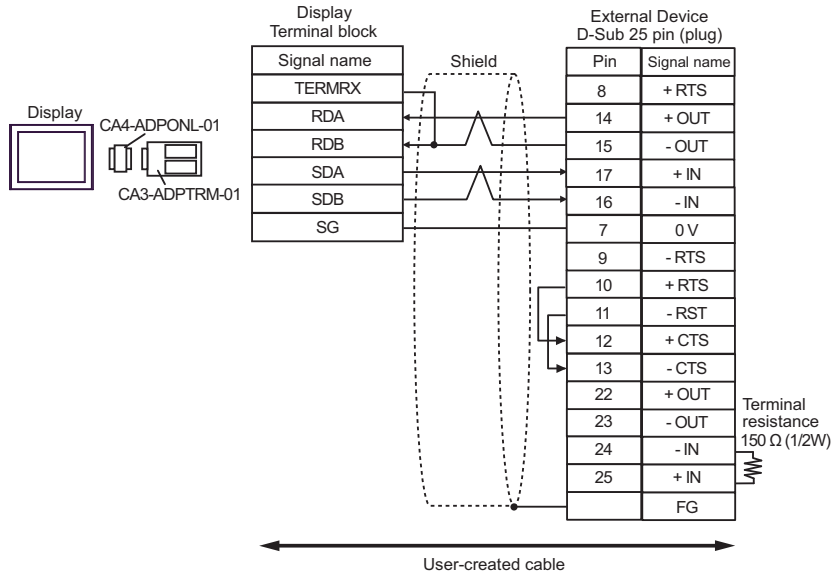 Display
CA4-ADPONL-01
CA3-ADPTRM-01
Display
Terminal block
Signal name
TERMRX
RDA
RDB
SDA
SDB
SG
Shield
External Device
D-Sub 25 pin (plug)
Pin Signal name
8 + RTS
14 + OUT
15 - OUT
17 + IN
16 - IN
7 0 V
9 - RTS
10 + RTS
11 - RST
12 + CTS
13 - CTS
22 + OUT
23 - OUT
24 - IN
25 + IN
FG
Terminal
resistance
150 Ω (1/2W)
User-created cable